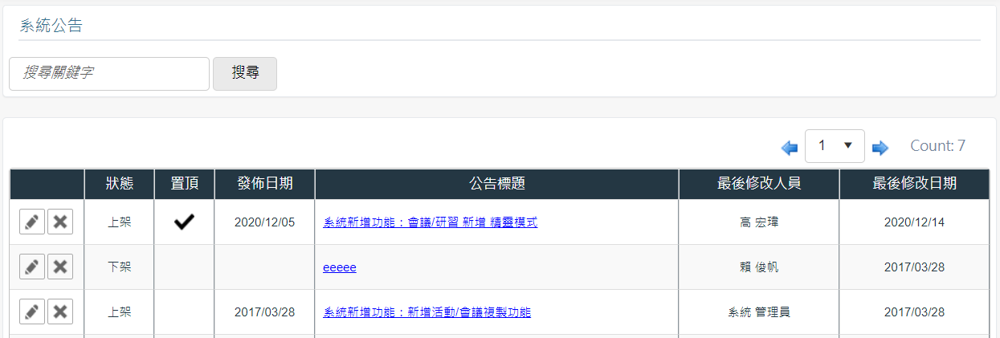 系統公告
搜尋關鍵字 搜尋
1 Count: 7
狀態 置頂 發佈日期 公告標題 最後修改人員 最後修改日期
上架 2020/12/05 系統新增功能：會議/研習 新增 精靈模式 高 宏瑋 2020/12/14
下架 eeeee 賴 俊帆 2017/03/28
上架 2017/03/28 系統新增功能：新增活動/會議複製功能 系統 管理員 2017/03/28